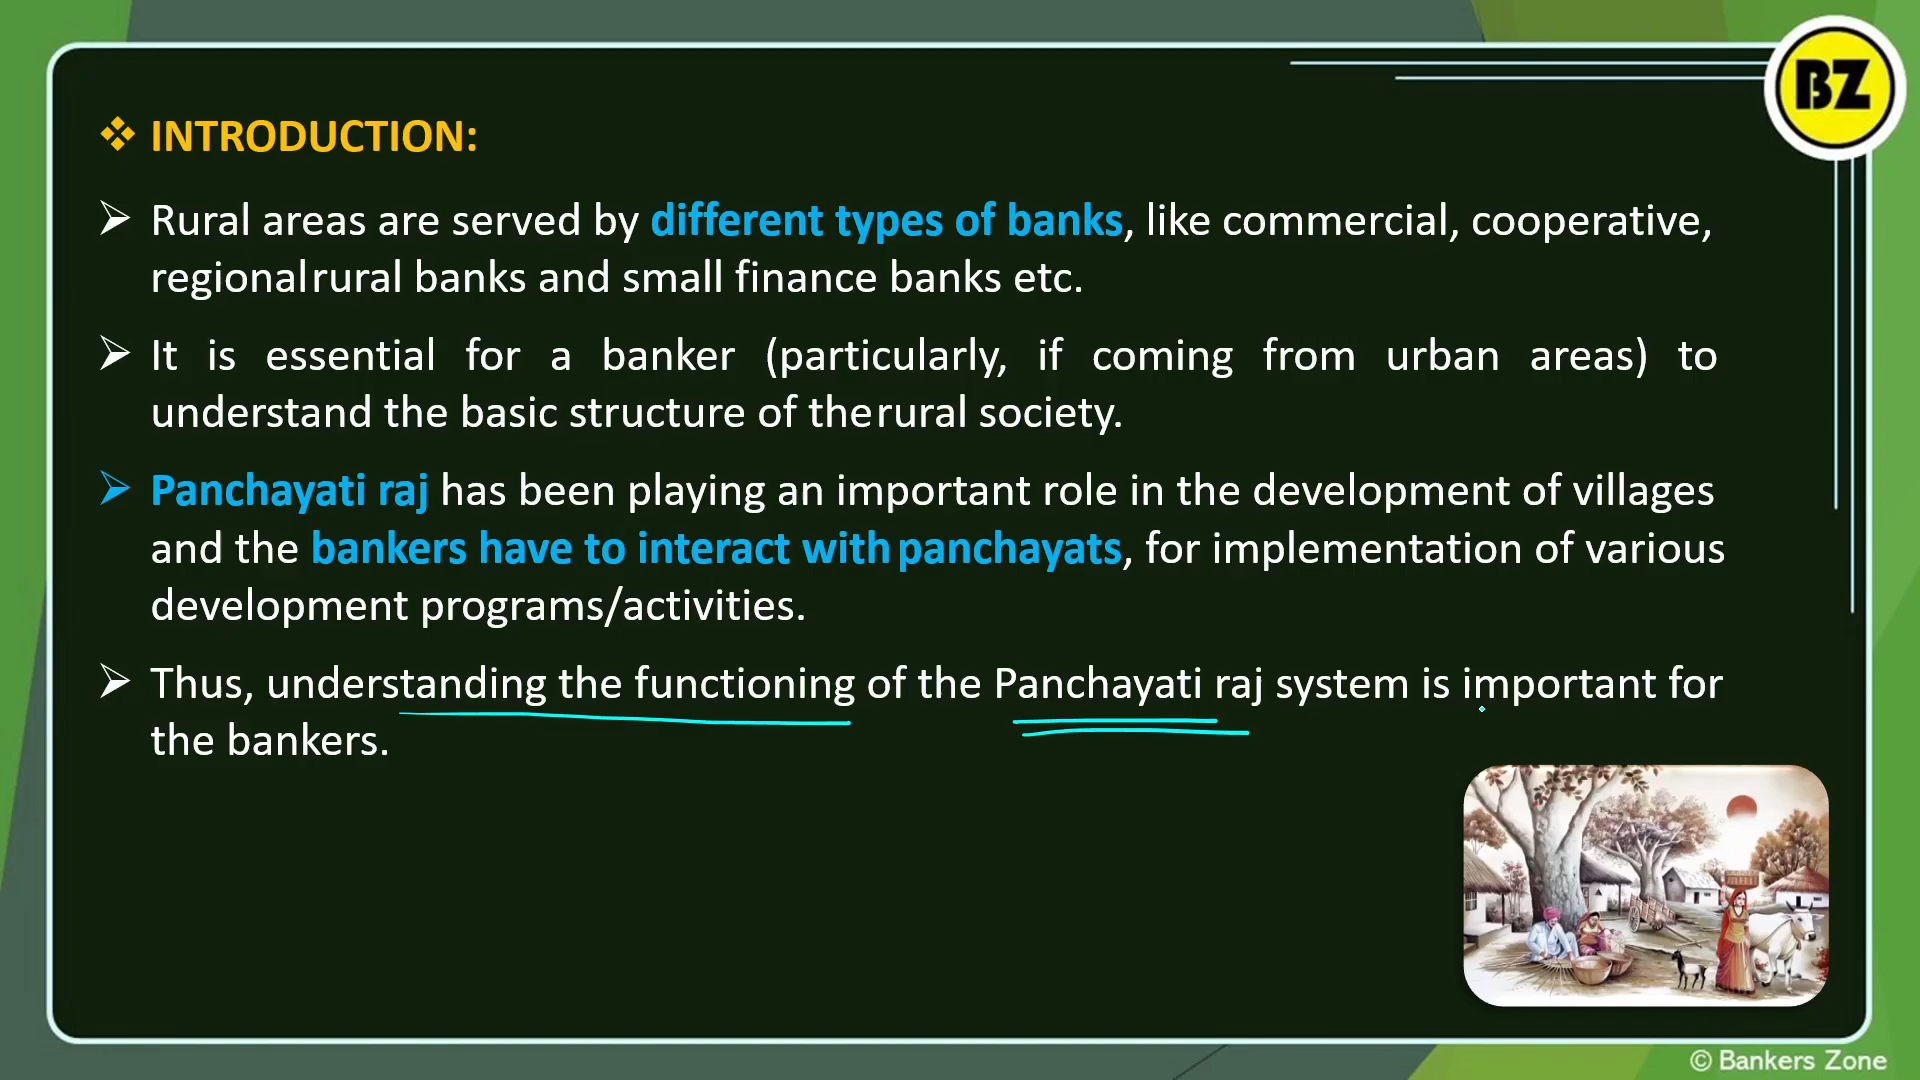 BZ
INTRODUCTION:
Rural areas are served by different types of banks, like commercial, cooperative,
regional rural banks and small finance banks etc.
It is essential for a banker (particularly, if coming from urban areas) to
understand the basic structure of the rural society.
Panchayati raj has been playing an important role in the development of villages
and the bankers have to interact with panchayats, for implementation of various
development programs/activities.
Thus, understanding the functioning of the Panchayati raj system is important for
the bankers.
© Bankers Zone